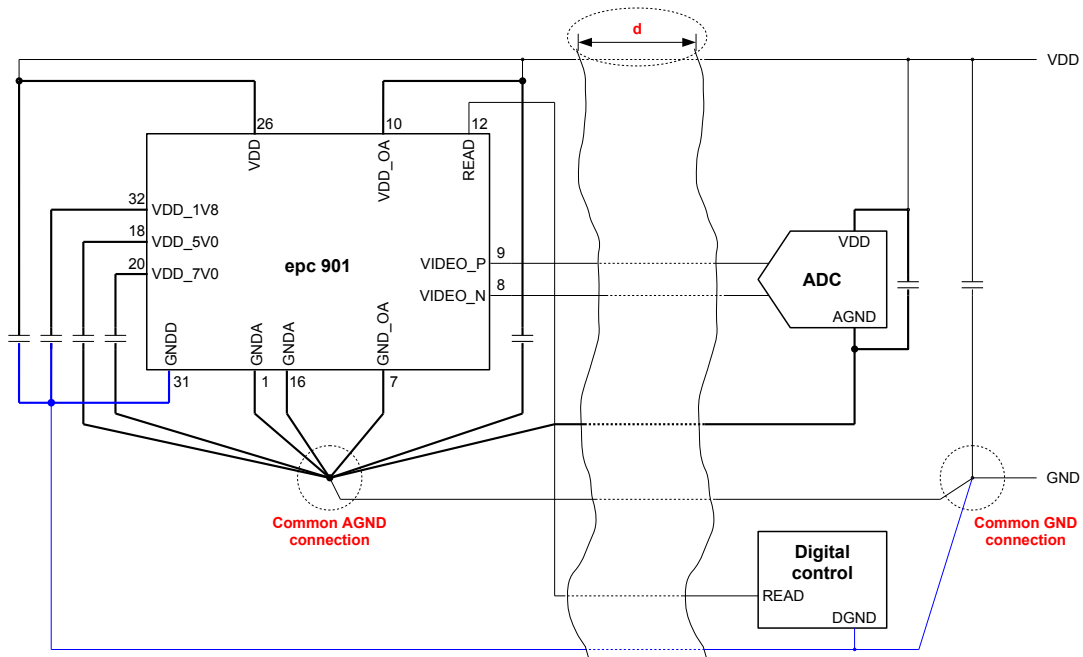 d
VDD
26
10
12
VDD
VDD_OA
READ
32
VDD_1V8
18
VDD_5V0
20
VDD_7V0
epc 901
VIDEO_P
9
VIDEO_N
8
VDD
ADC
AGND
GNDD
GNDA
GNDA
GND_OA
31
1
16
7
GND
Common AGND
connection
Common GND
connection
Digital
control
READ
DGND